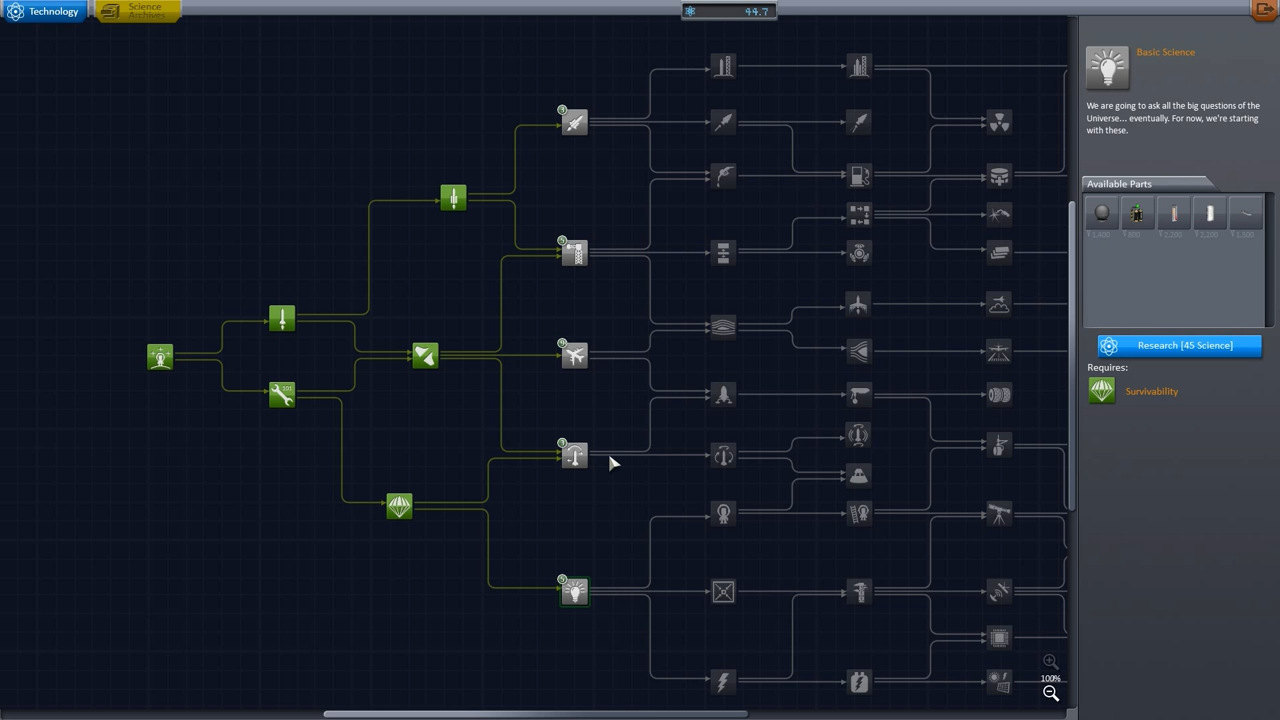 Technology
Science
Archives
44.7
Basic Science
We are going to ask all the big questions of the
Universe... eventually. For now, we're starting
with these.
Available Parts
Research [45 Science]
Requires:
Survivability
100%